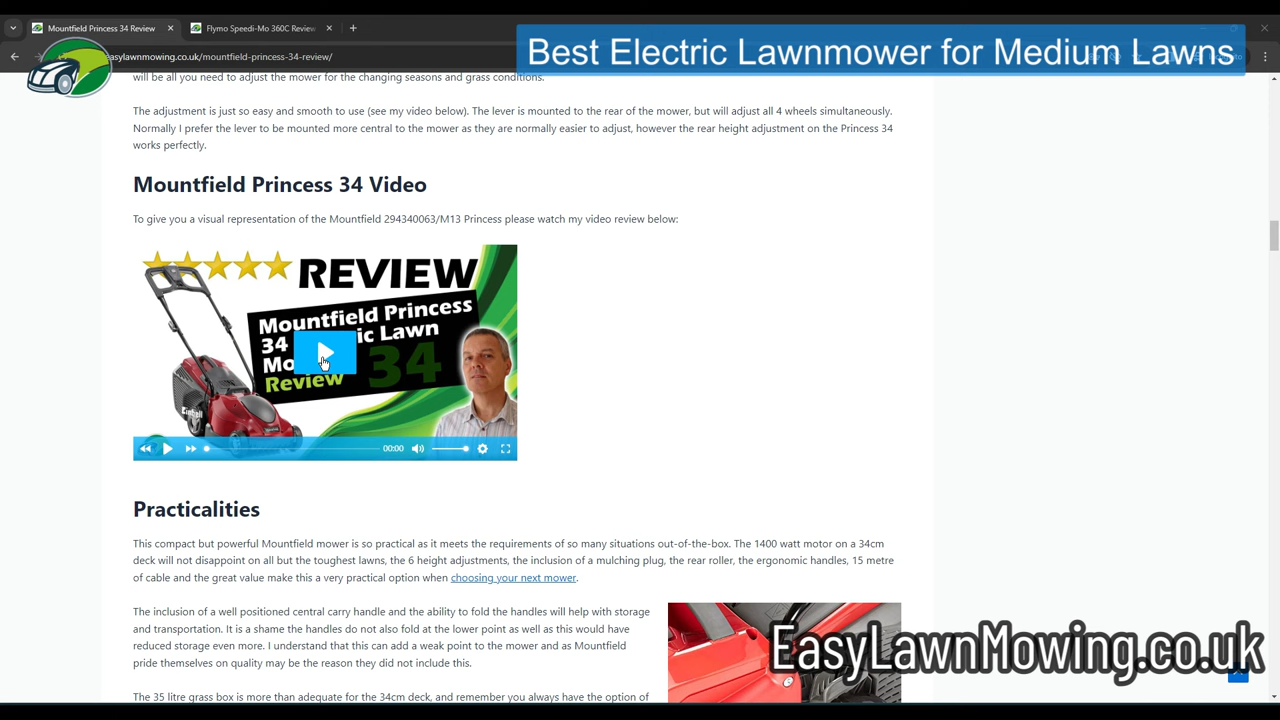 Mountfield Princess 34 Review
Flymo Speedi-Mo 360C Review
Best Electric Lawnmower for Medium Lawns
easylawnmowing.co.uk/mountfield-princess-34-review/
will be all you need to adjust the mower for the changing seasons and grass conditions.
The adjustment is just so easy and smooth to use (see my video below). The lever is mounted to the rear of the mower, but will adjust all 4 wheels simultaneously.
Normally I prefer the lever to be mounted more central to the mower as they are normally easier to adjust, however the rear height adjustment on the Princess 34
works perfectly.
Mountfield Princess 34 Video
To give you a visual representation of the Mountfield 294340063/M13 Princess please watch my video review below:
REVIEW
Mountfield Princess
34
ic Lawn
Mo
Review
34
00:00
Practicalities
This compact but powerful Mountfield mower is so practical as it meets the requirements of so many situations out-of-the-box. The 1400 watt motor on a 34cm
deck will not disappoint on all but the toughest lawns, the 6 height adjustments, the inclusion of a mulching plug, the rear roller, the ergonomic handles, 15 metre
of cable and the great value make this a very practical option when choosing your next mower.
The inclusion of a well positioned central carry handle and the ability to fold the handles will help with storage
and transportation. It is a shame the handles do not also fold at the lower point as well as this would have
reduced storage even more. I understand that this can add a weak point to the mower and as Mountfield
pride themselves on quality may be the reason they did not include this.
EasyLawnMowing.co.uk
The 35 litre grass box is more than adequate for the 34cm deck, and remember you always have the option of